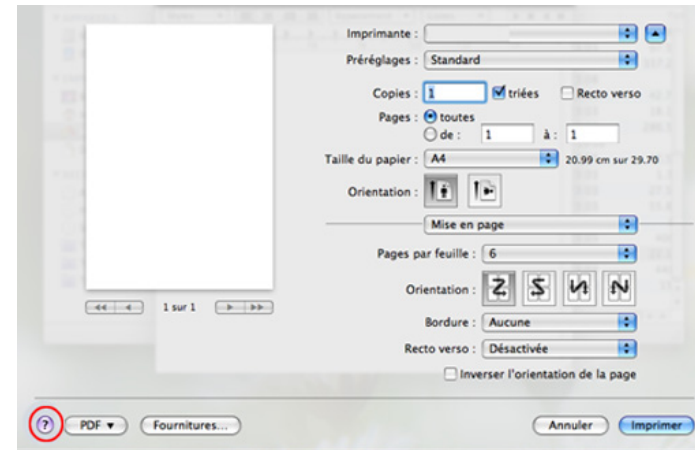 Imprimante :
Préréglages : Standard
Copies : 1 triées Recto verso
Pages : toutes
de : 1 à : 1
Taille du papier : A4 20.99 cm sur 29.70
Orientation :
Mise en page
Pages par feuille : 6
Orientation :
1 sur 1
Bordure : Aucune
Recto verso : Désactivée
Inverser l'orientation de la page
? PDF Fournitures... Annuler Imprimer